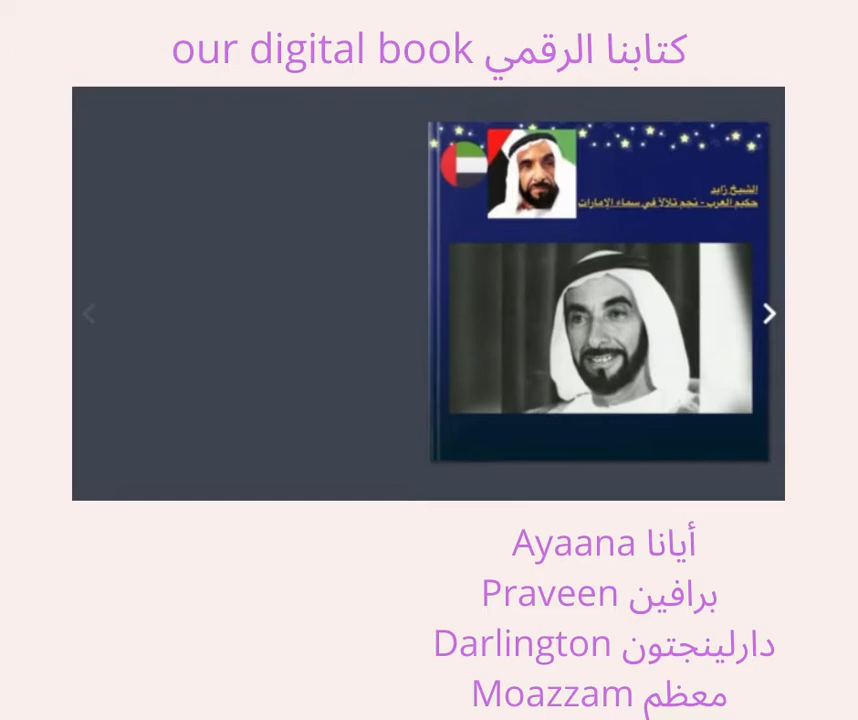 our digital book كتابنا الرقمي
الشيخ زايد
حكيم العرب - نجم تلألأ في سماء الإمارات
Ayaana أيانا
Praveen برافين
Darlington دارلينجتون
Moazzam معظم